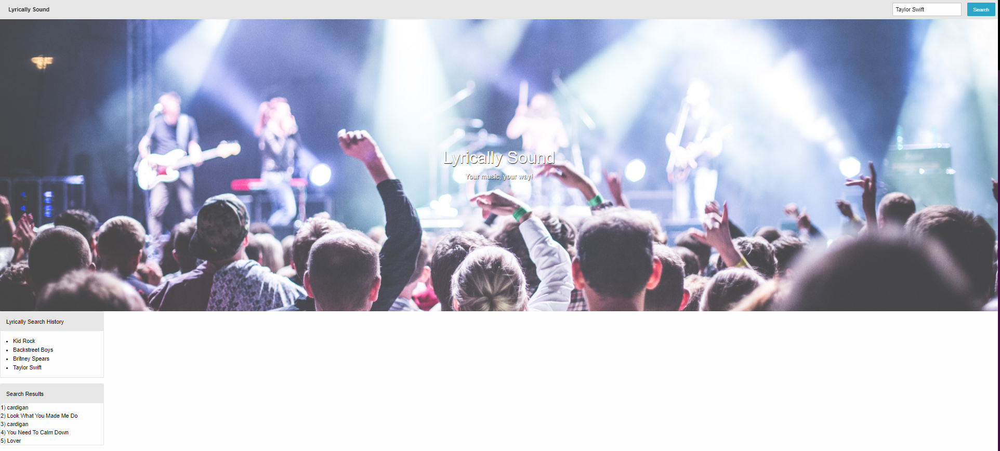 Lyrically Sound
Taylor Swift
Search
Lyrically Sound
Your music, your way!
Lyrically Search History
Kid Rock
Backstreet Boys
Britney Spears
Taylor Swift
Search Results
1) cardigan
2) Look What You Made Me Do
3) cardigan
4) You Need To Calm Down
5) Lover